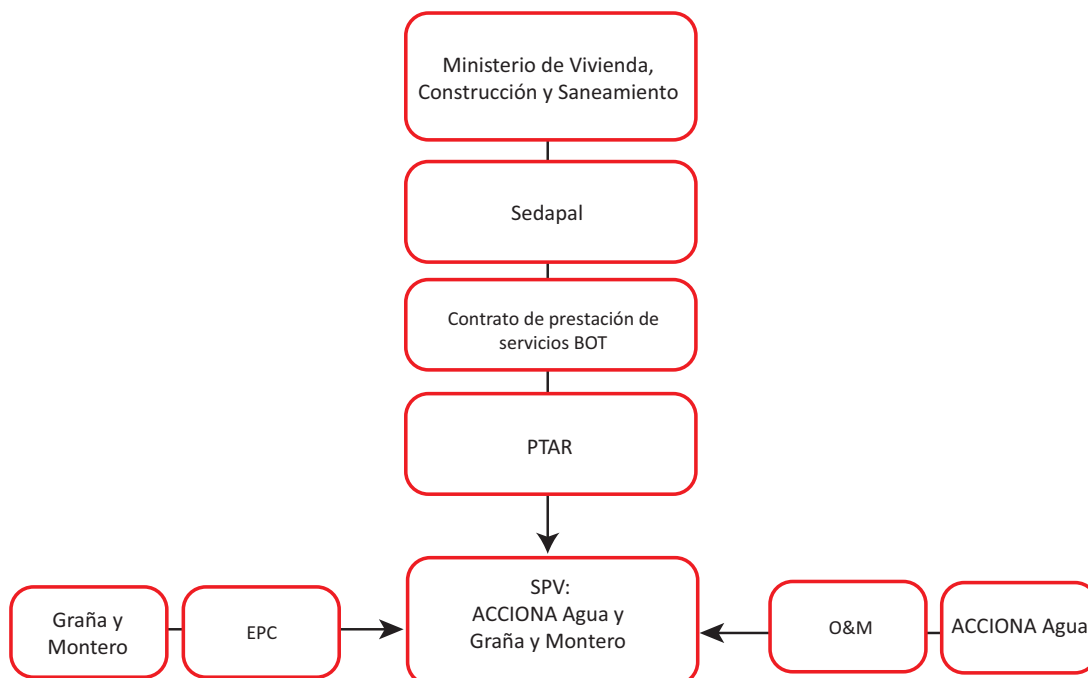 Ministerio de Vivienda,
Construcción y Saneamiento
Sedapal
Contrato de prestación de
servicios BOT
PTAR
Graña y
Montero
EPC
SPV:
ACCIONA Agua y
Graña y Montero
O&M
ACCIONA Agua